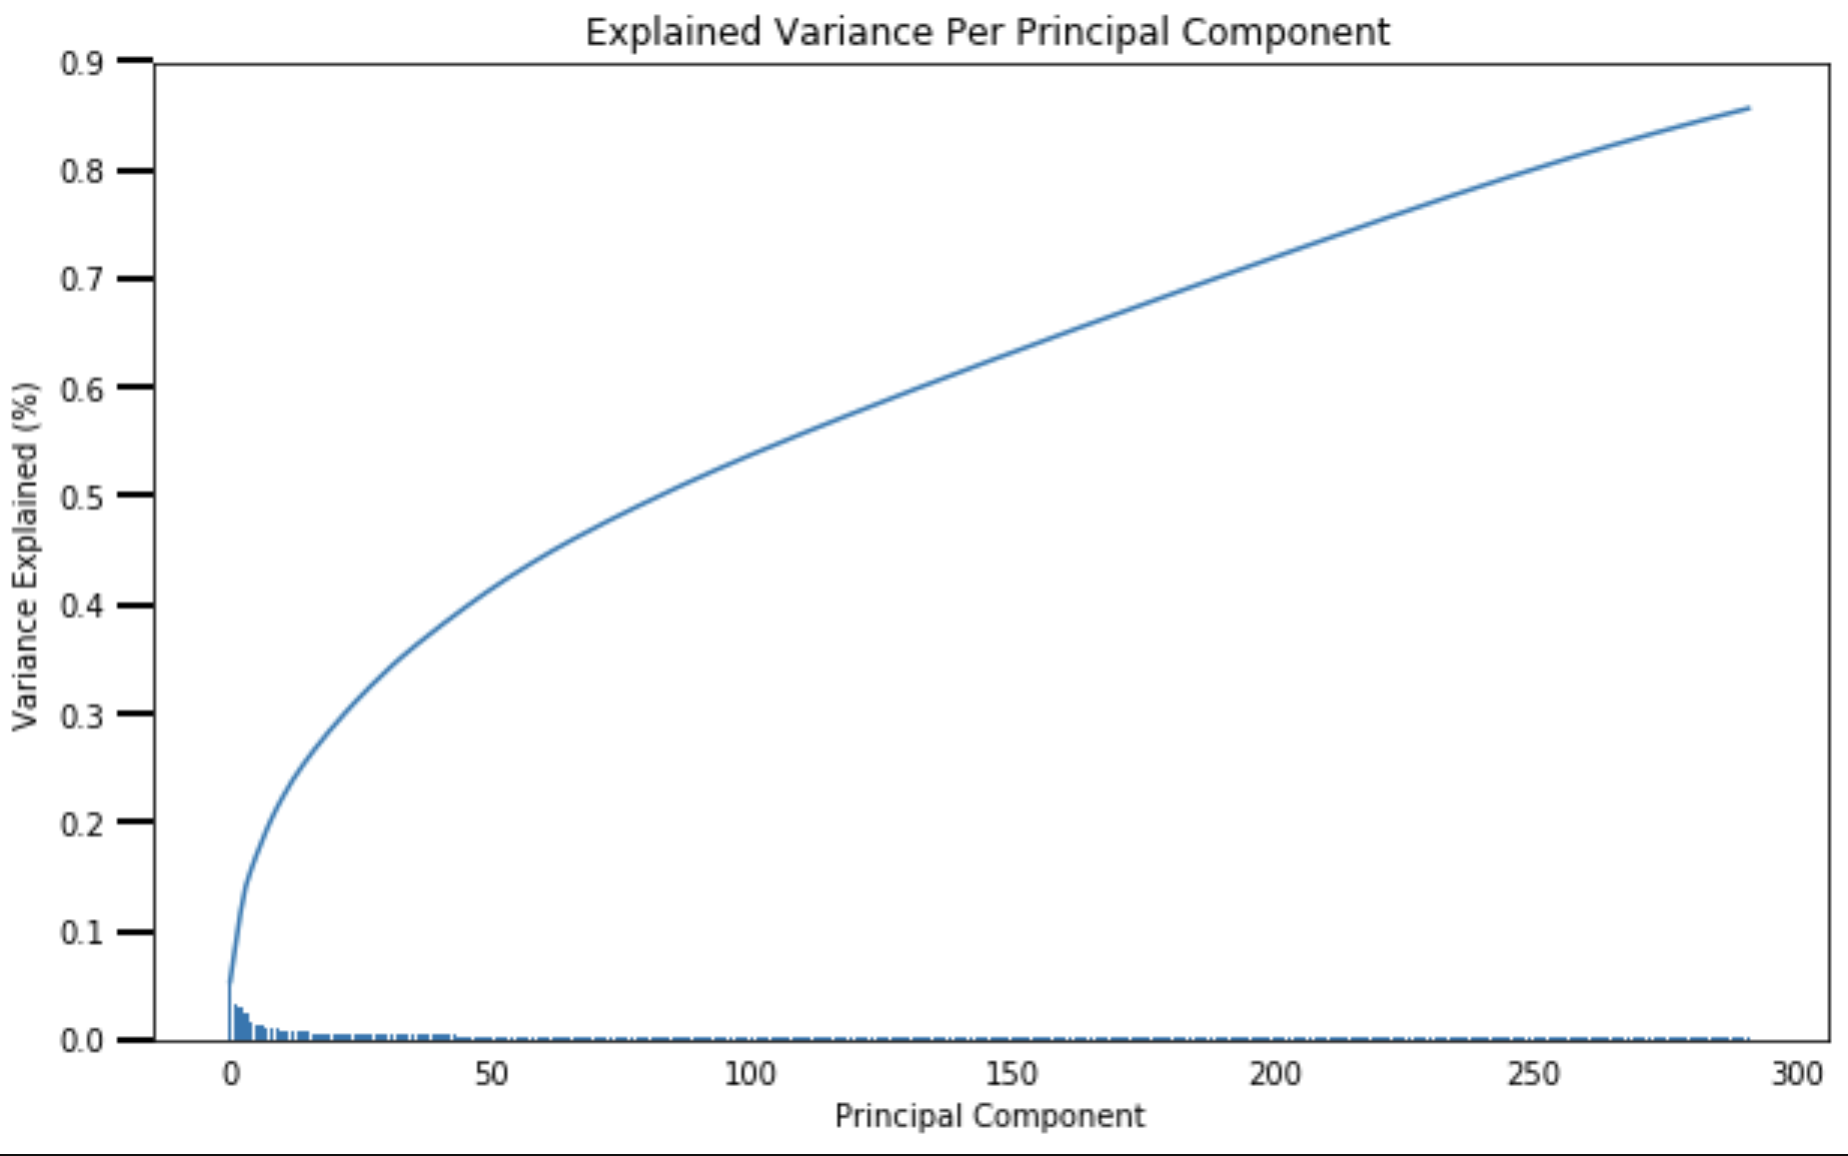 Explained Variance Per Principal Component
0.9
0.8
0.7
0.6
0.5
0.4
0.3
0.2
0.1
0.0
Variance Explained (%)
0 50 100 150 200 250 300
Principal Component